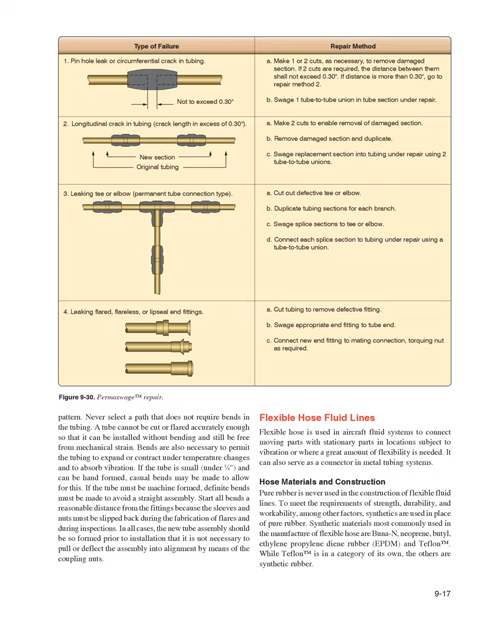 Type of Failure
Repair Method
1. Pin hole leak or circumferential crack in tubing.
Not to exceed 0.30"
a. Make 1 or 2 cuts, as necessary, to remove damaged
section. If 2 cuts are required, the distance between them
shall not exceed 0.30". If distance is more than 0.30", go to
repair method 2.
b. Swage 1 tube-to-tube union in tube section under repair.
2. Longitudinal crack in tubing (crack length in excess of 0.30").
New section
Original tubing
a. Make 2 cuts to enable removal of damaged section.
b. Remove damaged section and duplicate.
c. Swage replacement section into tubing under repair using 2
tube-to-tube unions.
3. Leaking tee or elbow (permanent tube connection type).
a. Cut out defective tee or elbow.
b. Duplicate tubing sections for each branch.
c. Swage splice sections to tee or elbow.
d. Connect each splice section to tubing under repair using a
tube-to-tube union.
4. Leaking flared, flareless, or lipseal end fittings.
a. Cut tubing to remove defective fitting.
b. Swage appropriate end fitting to tube end.
c. Connect new end fitting to mating connection, torquing nut
as required.
Figure 9-30. Permaswage™ repair.
pattern. Never select a path that does not require bends in
the tubing. A tube cannot be cut or flared accurately enough
so that it can be installed without bending and still be free
from mechanical strain. Bends are also necessary to permit
the tubing to expand or contract under temperature changes
and to absorb vibration. If the tube is small (under ¼") and
can be hand formed, casual bends may be made to allow
for this. If the tube must be machine formed, definite bends
must be made to avoid a straight assembly. Start all bends a
reasonable distance from the fittings because the sleeves and
nuts must be slipped back during the fabrication of flares and
during inspections. In all cases, the new tube assembly should
be so formed prior to installation that it is not necessary to
pull or deflect the assembly into alignment by means of the
coupling nuts.
Flexible Hose Fluid Lines
Flexible hose is used in aircraft fluid systems to connect
moving parts with stationary parts in locations subject to
vibration or where a great amount of flexibility is needed. It
can also serve as a connector in metal tubing systems.
Hose Materials and Construction
Pure rubber is never used in the construction of flexible fluid
lines. To meet the requirements of strength, durability, and
workability, among other factors, synthetics are used in place
of pure rubber. Synthetic materials most commonly used in
the manufacture of flexible hose are Buna-N, neoprene, butyl,
ethylene propylene diene rubber (EPDM) and Teflon™.
While Teflon™ is in a category of its own, the others are
synthetic rubber.
9-17